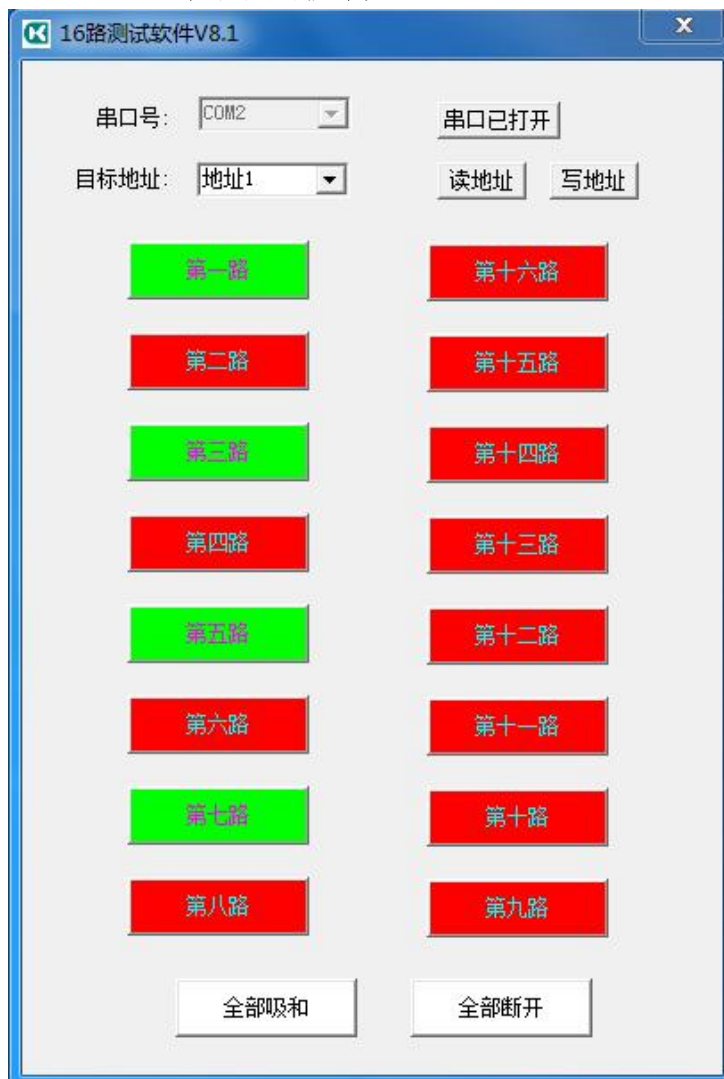 16路测试软件V8.1
串口号: COM2 串口已打开
目标地址: 地址1 读地址 写地址
第一路 第十六路
第二路 第十五路
第三路 第十四路
第四路 第十三路
第五路 第十二路
第六路 第十一路
第七路 第十路
第八路 第九路
全部吸和 全部断开